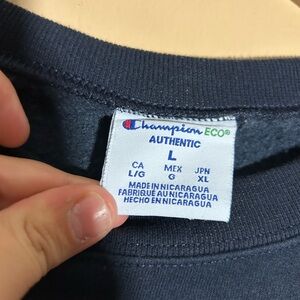 Champion ECO®
AUTHENTIC
L
CA MEX JPN
L/G G XL
MADE IN NICARAGUA
FABRIQUÉ AU NICARAGUA
HECHO EN NICARAGUA